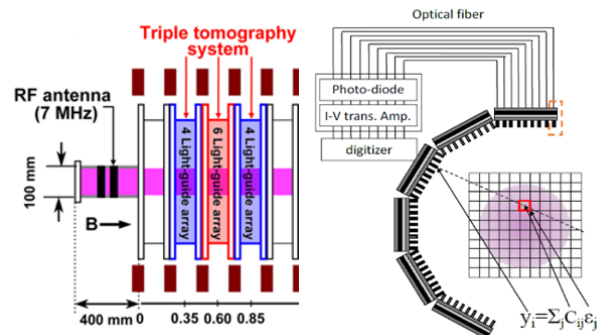 Triple tomography
system
RF antenna
(7 MHz)
4 Light-guide array
6 Light-guide array
4 Light-guide array
100 mm
B
400 mm
0
0.35
0.60
0.85
Optical fiber
Photo-diode
I-V trans. Amp.
digitizer
yᵢ=ΣⱼCᵢⱼεⱼ